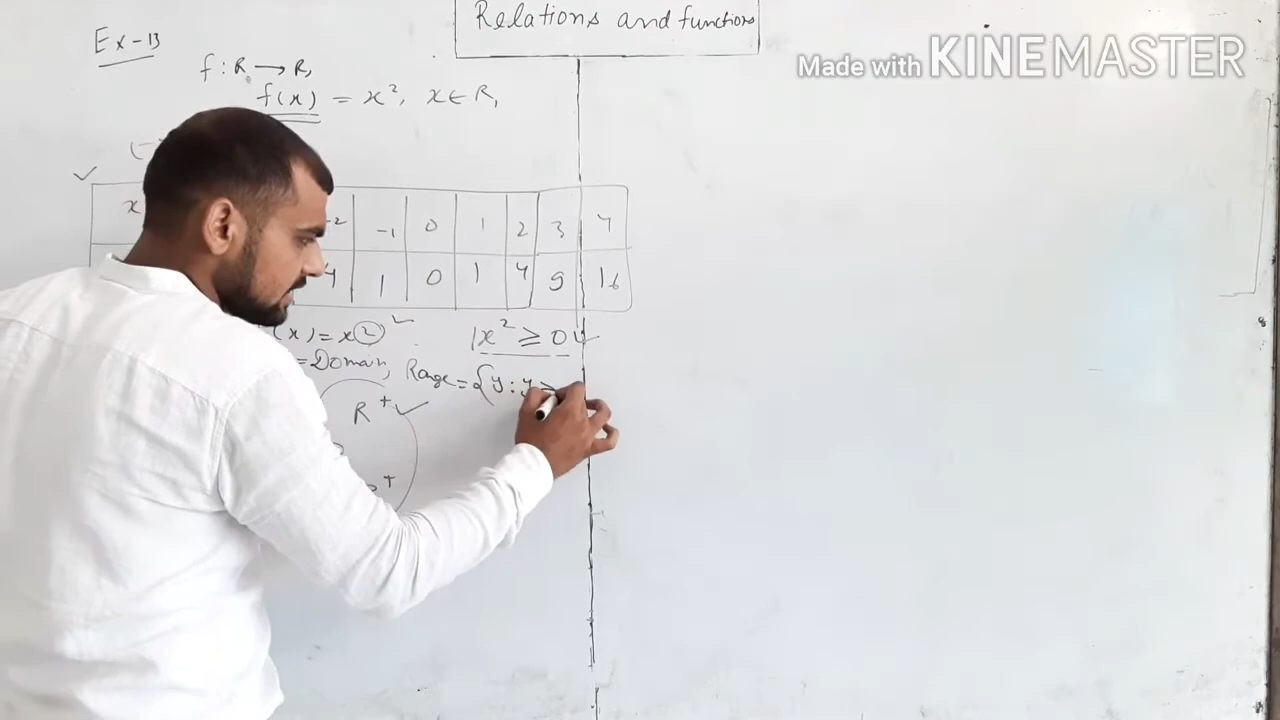 Relations and functions
Ex-13
Made with KINEMASTER
f : R → R,
f(x) = x², x ∈ R,
x -2 -1 0 1 2 3 4
4 1 0 1 4 9 16
(x) = x² x² ≥ 0
= Domain, Range = {y : y ≥
R⁺